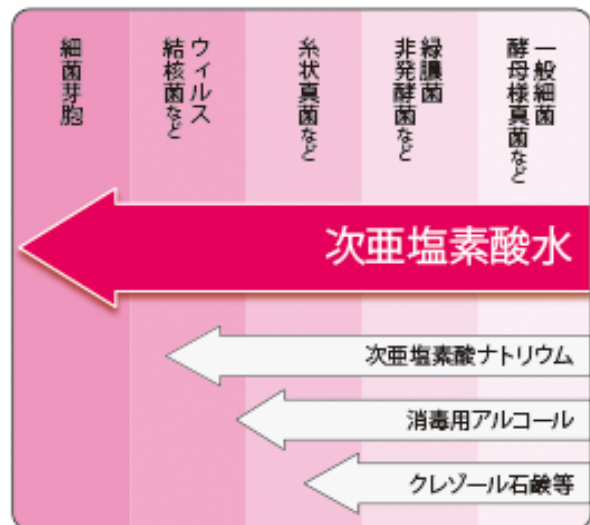 一般細菌
酵母様真菌など
緑膿菌
非発酵菌など
糸状真菌など
ウィルス
結核菌など
細菌芽胞
次亜塩素酸水
次亜塩素酸ナトリウム
消毒用アルコール
クレゾール石鹸等